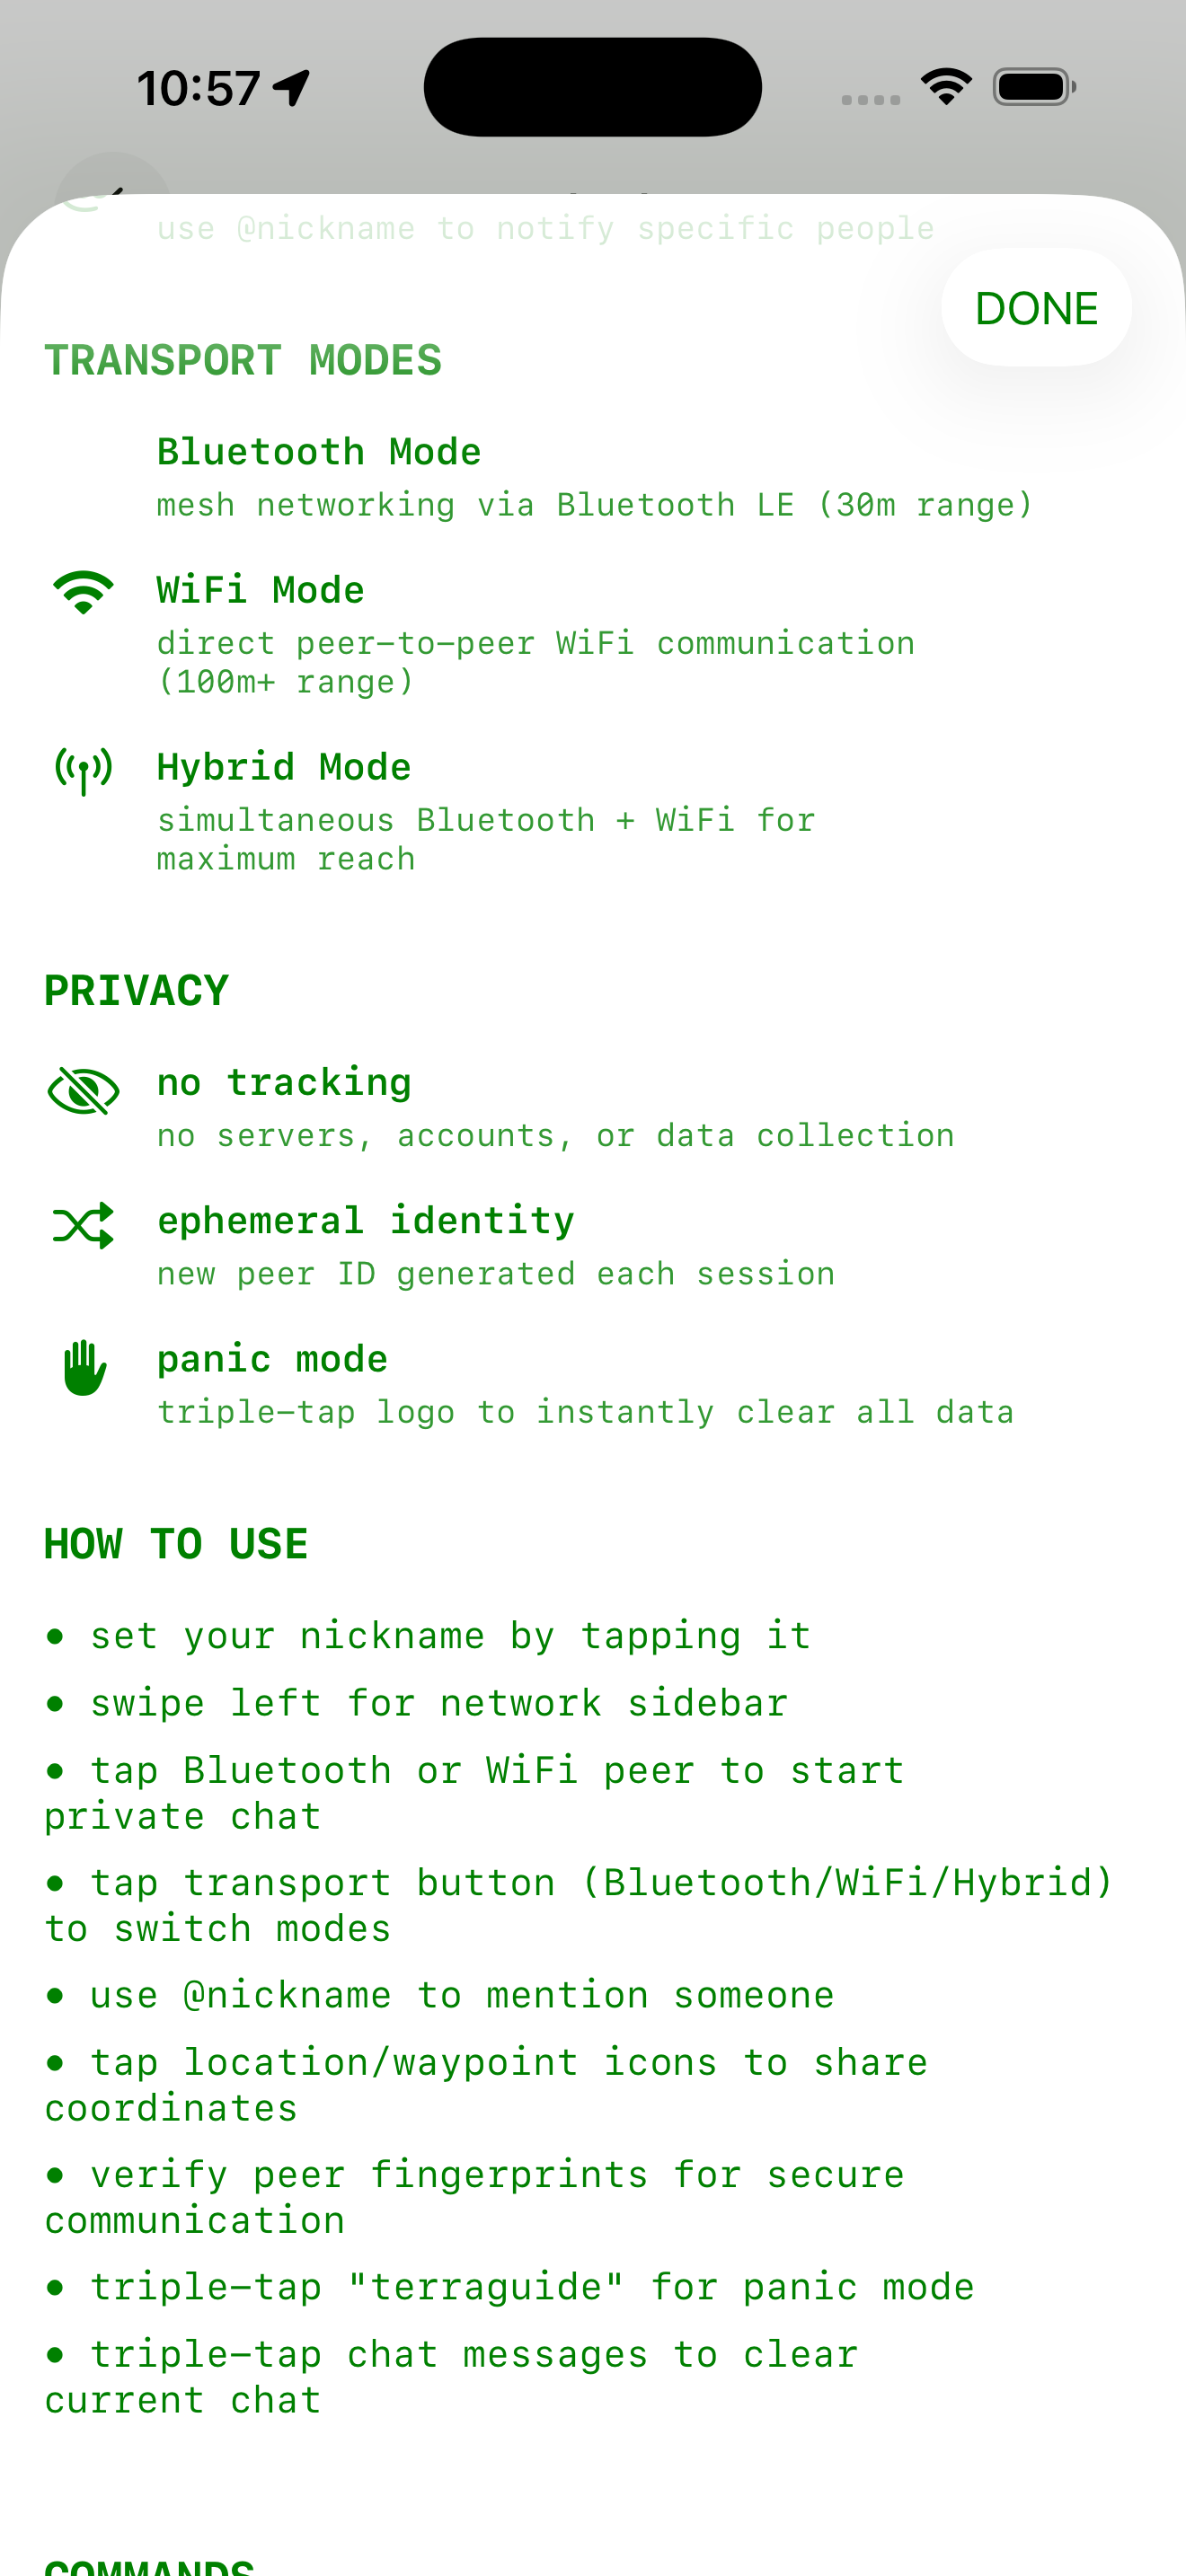 10:57
use @nickname to notify specific people
DONE
TRANSPORT MODES
Bluetooth Mode
mesh networking via Bluetooth LE (30m range)
WiFi Mode
direct peer-to-peer WiFi communication
(100m+ range)
Hybrid Mode
simultaneous Bluetooth + WiFi for
maximum reach
PRIVACY
no tracking
no servers, accounts, or data collection
ephemeral identity
new peer ID generated each session
panic mode
triple-tap logo to instantly clear all data
HOW TO USE
• set your nickname by tapping it
• swipe left for network sidebar
• tap Bluetooth or WiFi peer to start
private chat
• tap transport button (Bluetooth/WiFi/Hybrid)
to switch modes
• use @nickname to mention someone
• tap location/waypoint icons to share
coordinates
• verify peer fingerprints for secure
communication
• triple-tap "terraguide" for panic mode
• triple-tap chat messages to clear
current chat
COMMANDS